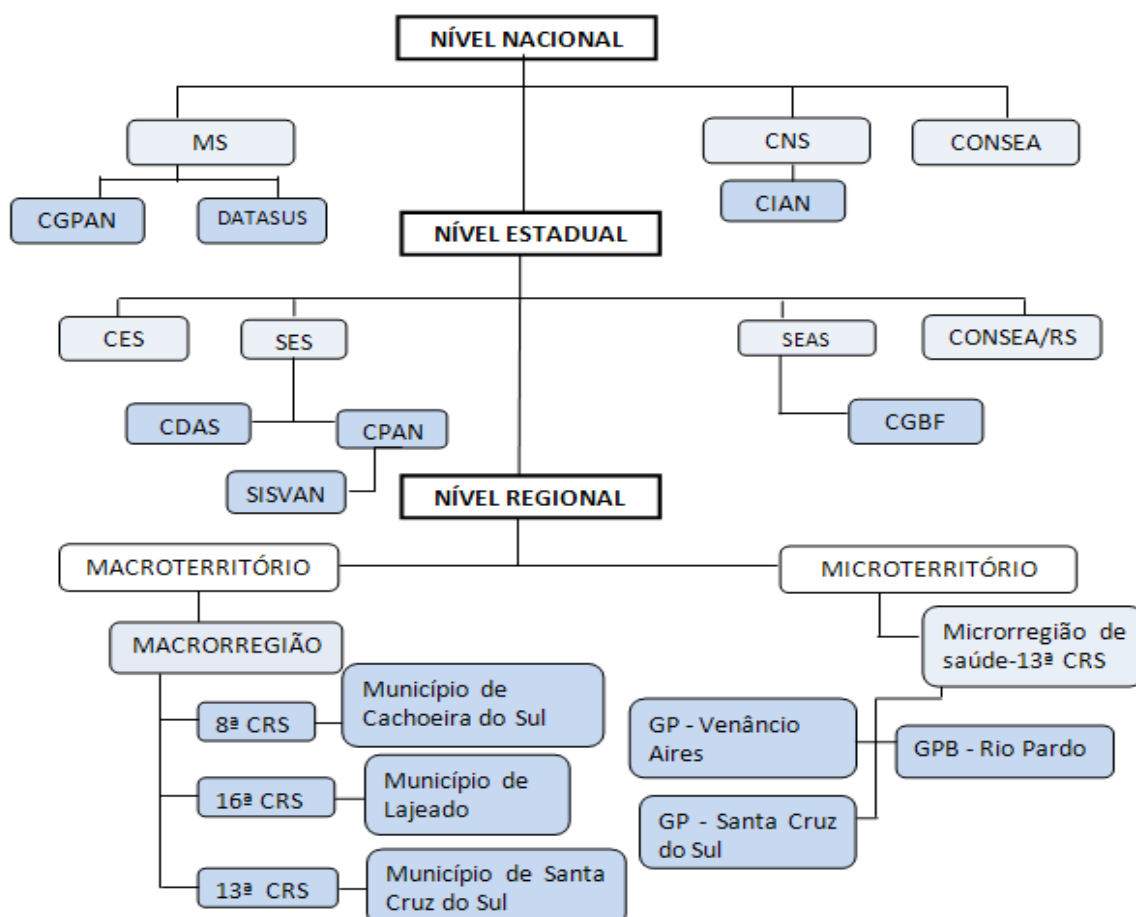 NÍVEL NACIONAL
MS
CNS
CONSEA
CGPAN
DATASUS
CIAN
NÍVEL ESTADUAL
CES
SES
SEAS
CONSEA/RS
CDAS
CPAN
CGBF
SISVAN
NÍVEL REGIONAL
MACROTERRITÓRIO
MICROTERRITÓRIO
MACRORREGIÃO
Microrregião de
saúde-13ª CRS
8ª CRS
Município de
Cachoeira do Sul
GP - Venâncio
Aires
GPB - Rio Pardo
16ª CRS
Município de
Lajeado
GP - Santa Cruz
do Sul
13ª CRS
Município de Santa
Cruz do Sul